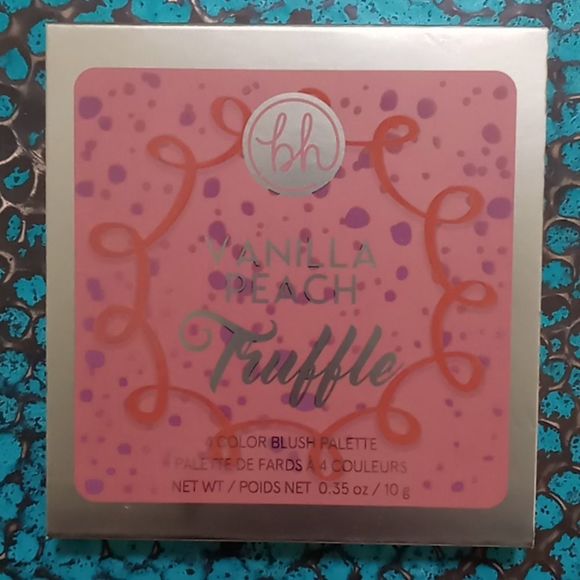 bh
VANILLA
PEACH
Truffle
4 COLOR BLUSH PALETTE
PALETTE DE FARDS À 4 COULEURS
NET WT / POIDS NET 0.35 oz / 10 g